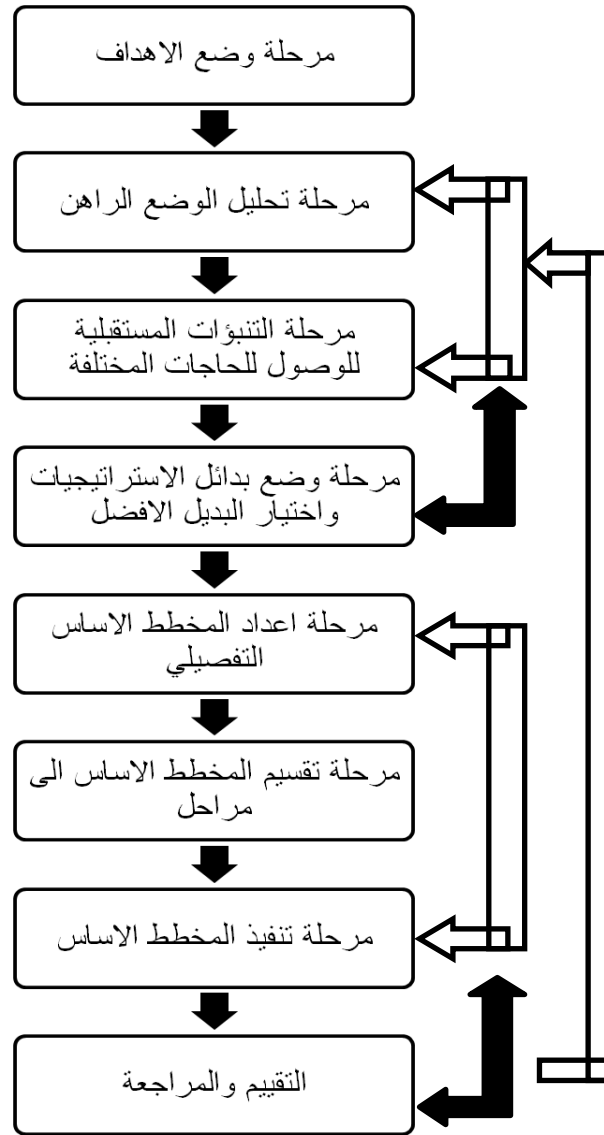 مرحلة وضع الاهداف
مرحلة تحليل الوضع الراهن
مرحلة التنبؤات المستقبلية
للوصول للحاجات المختلفة
مرحلة وضع بدائل الاستراتيجيات
واختيار البديل الافضل
مرحلة اعداد المخطط الاساس
التفصيلي
مرحلة تقسيم المخطط الاساس الى
مراحل
مرحلة تنفيذ المخطط الاساس
التقييم والمراجعة